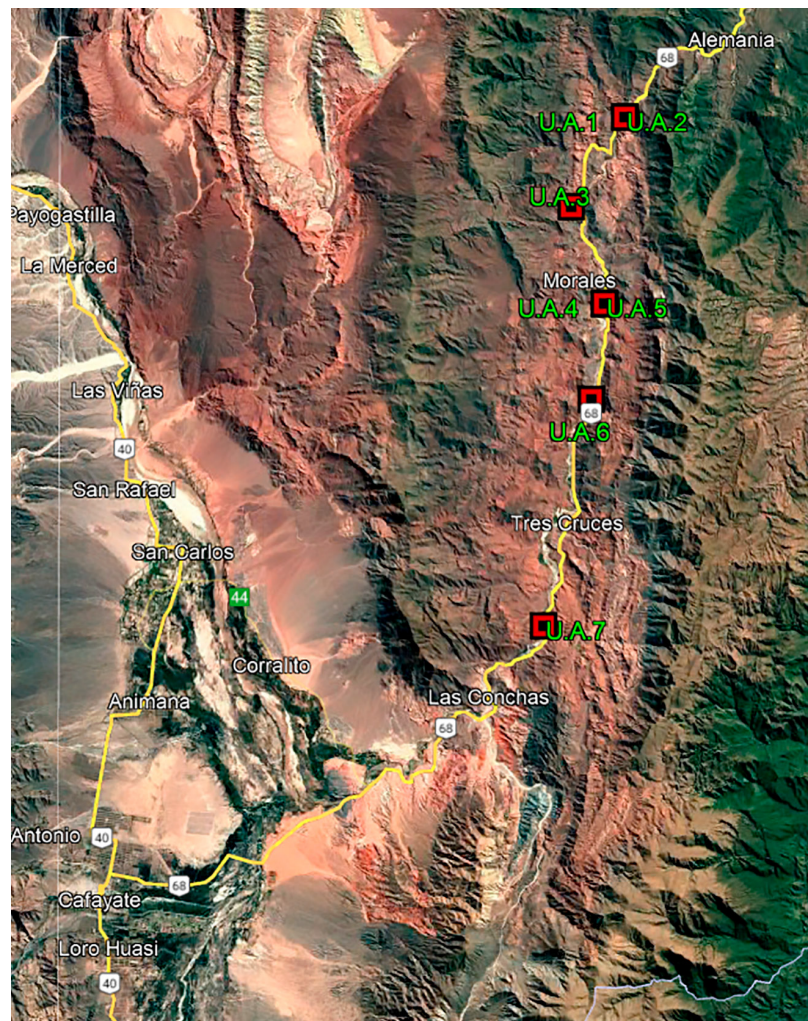 Alemania
68
U.A.1
U.A.2
U.A.3
Payogastilla
La Merced
Morales
U.A.4
U.A.5
Las Viñas
68
U.A.6
40
San Rafael
Tres Cruces
San Carlos
44
U.A.7
Corralito
Las Conchas
Animana
68
Antonio
40
68
Cafayate
Loro Huasi
40